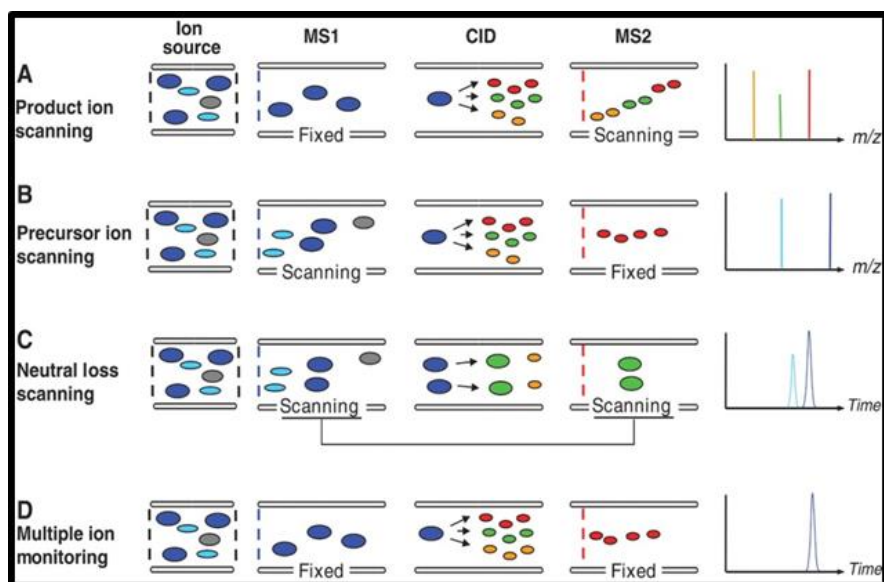 Ion
source
MS1
CID
MS2
A
Product ion
scanning
Fixed
Scanning
m/z
B
Precursor ion
scanning
Scanning
Fixed
m/z
C
Neutral loss
scanning
Scanning
Scanning
Time
D
Multiple ion
monitoring
Fixed
Fixed
Time